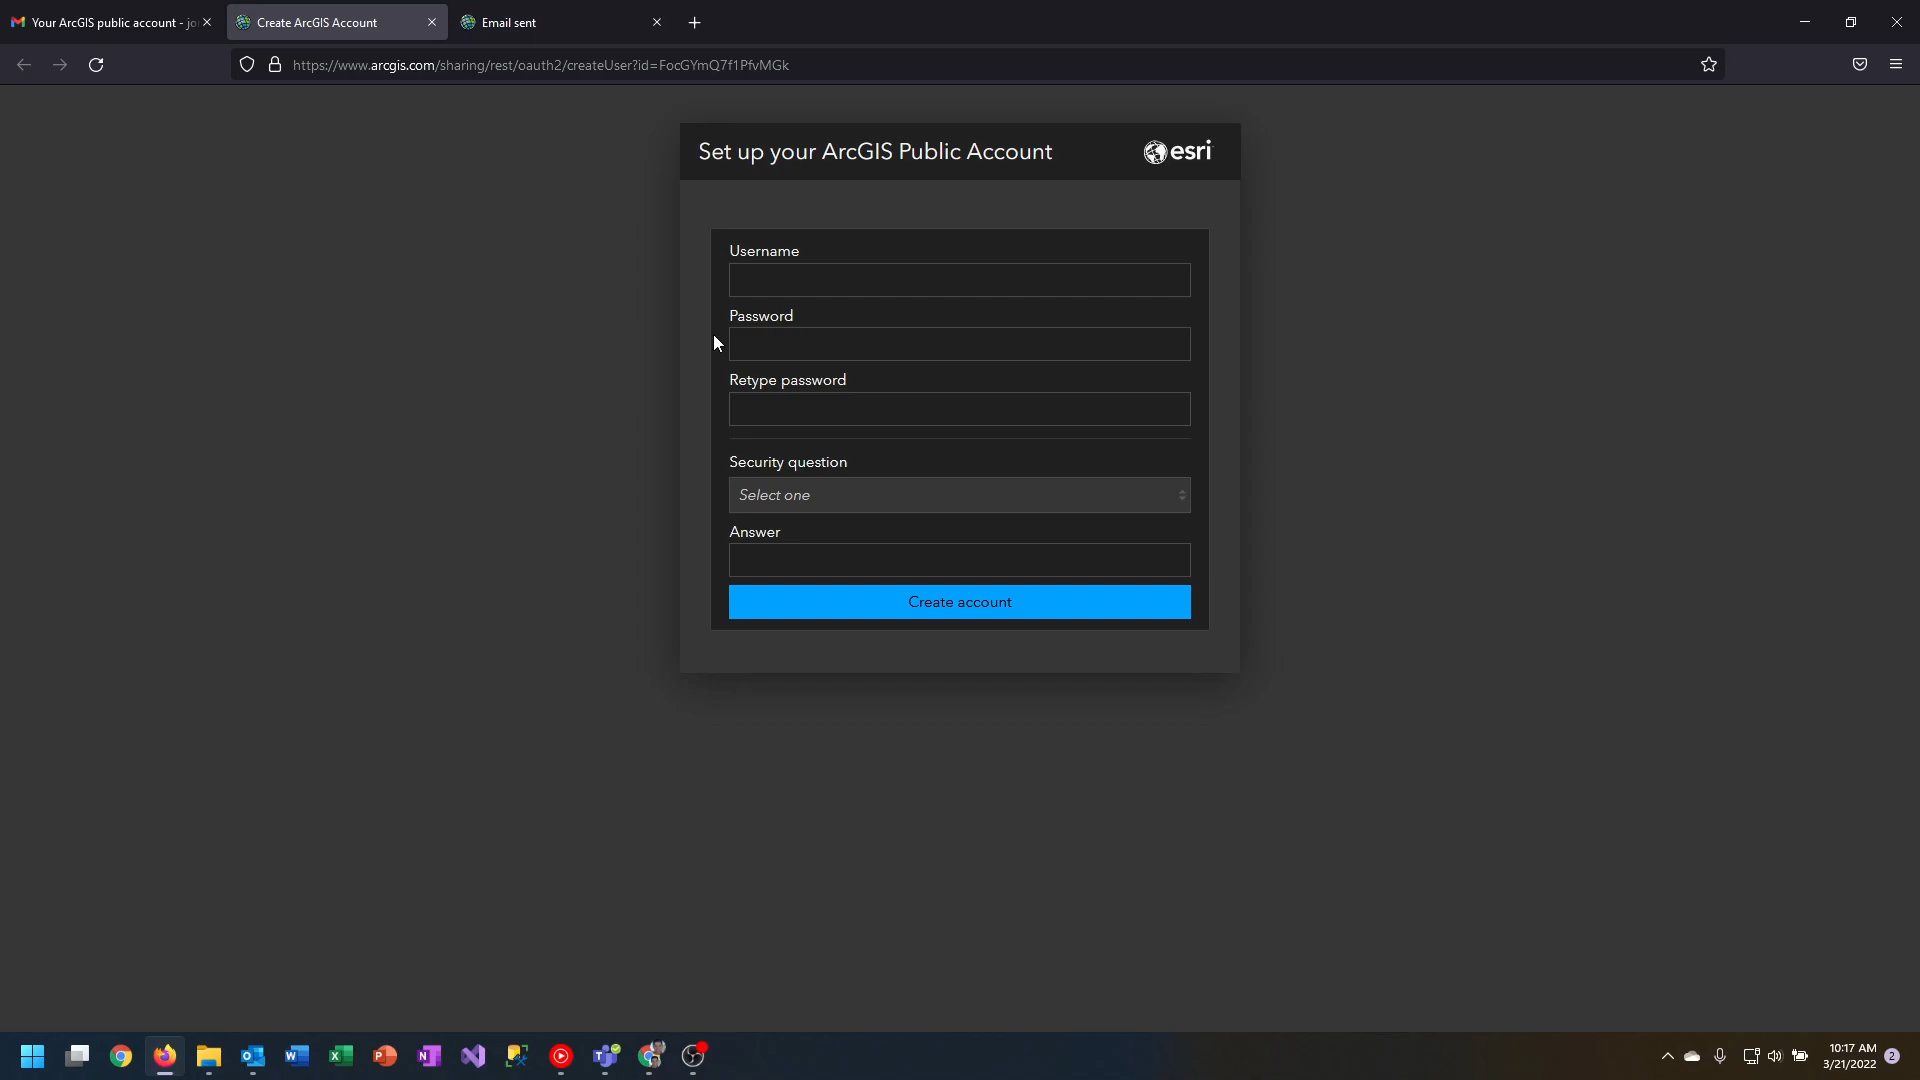 Your ArcGIS public account - jo
Create ArcGIS Account
Email sent
https://www.arcgis.com/sharing/rest/oauth2/createUser?id=FocGYmQ7f1PfvMGk
Set up your ArcGIS Public Account
esri
Username
Password
Retype password
Security question
Select one
Answer
Create account
10:17 AM
3/21/2022
2